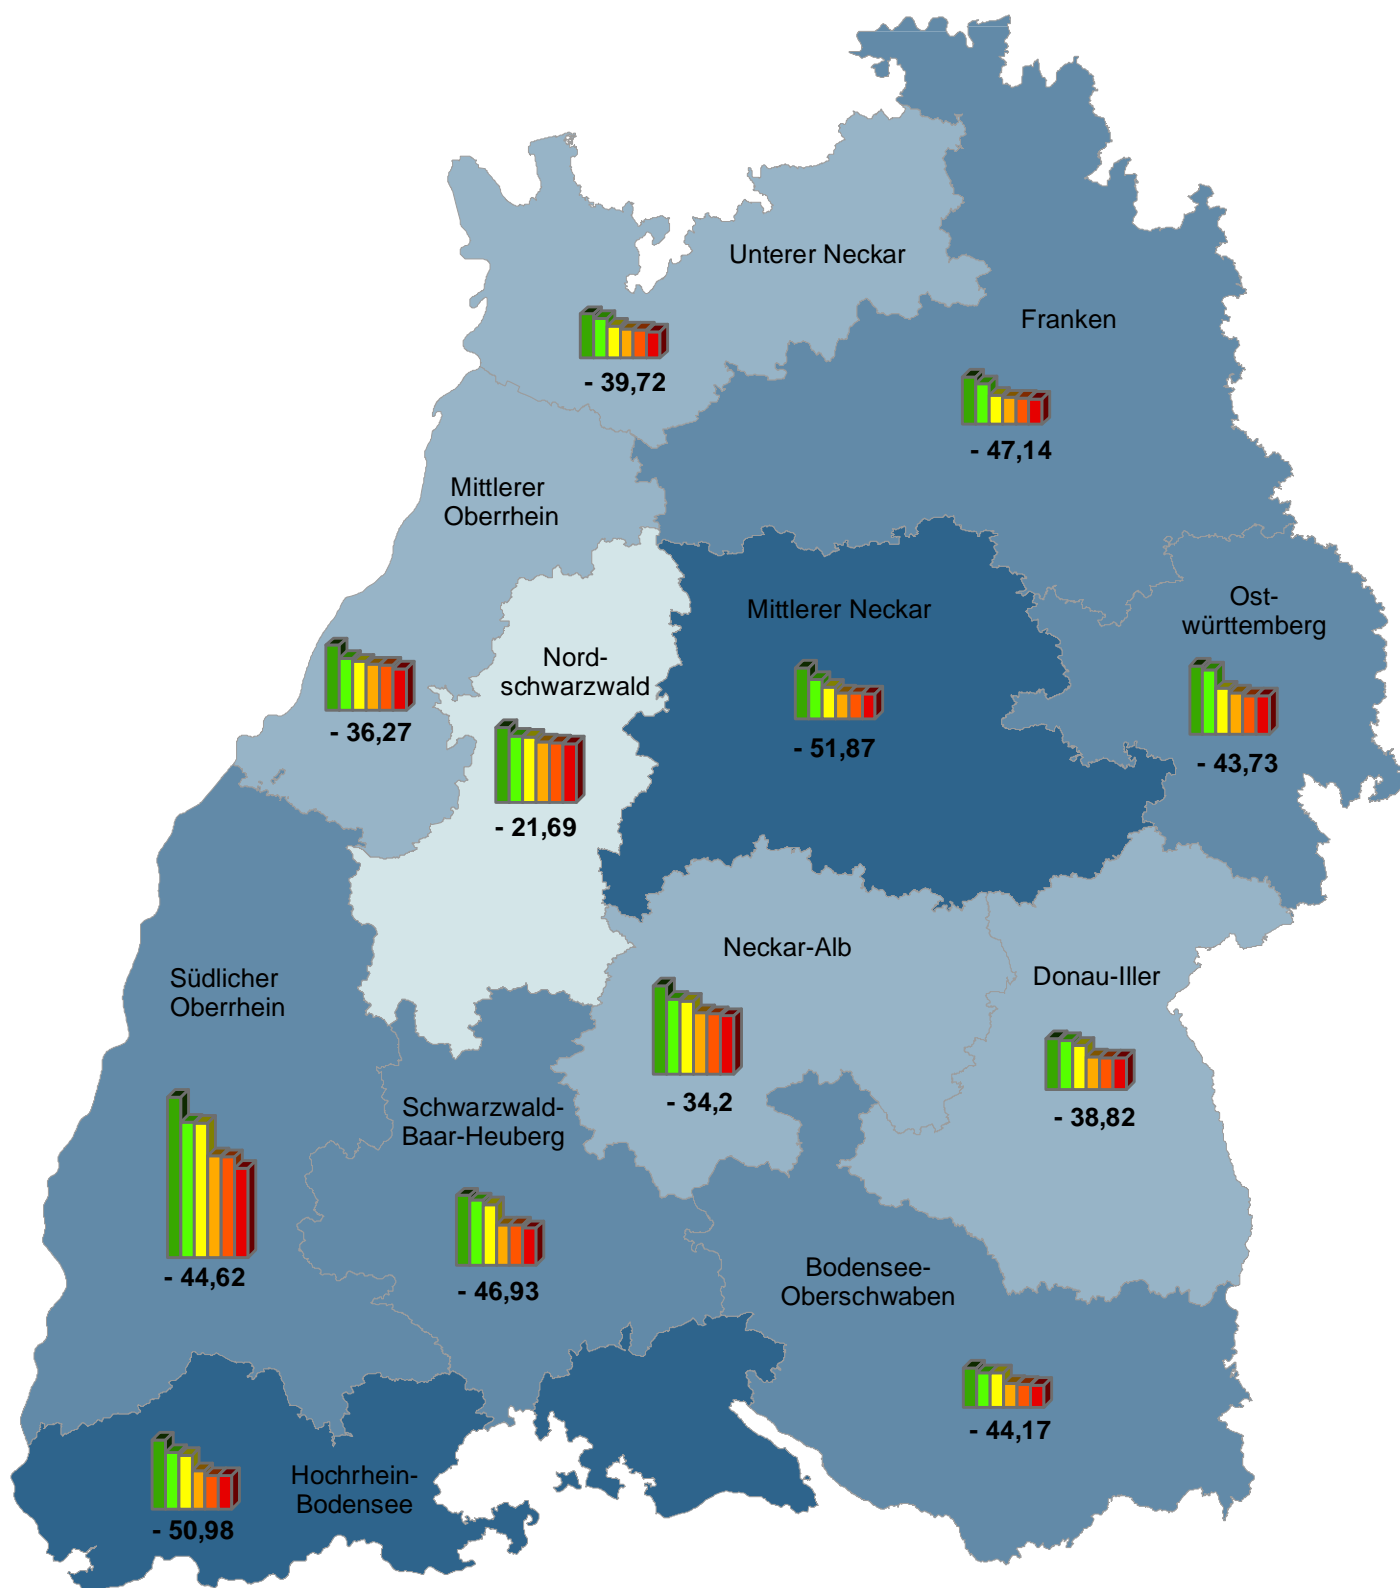 Unterer Neckar
- 39,72
Franken
- 47,14
Mittlerer
Oberrhein
- 36,27
Nord-
schwarzwald
- 21,69
Mittlerer Neckar
- 51,87
Ost-
württemberg
- 43,73
Neckar-Alb
- 34,2
Donau-Iller
- 38,82
Südlicher
Oberrhein
- 44,62
Schwarzwald-
Baar-Heuberg
- 46,93
Bodensee-
Oberschwaben
- 44,17
Hochrhein-
Bodensee
- 50,98